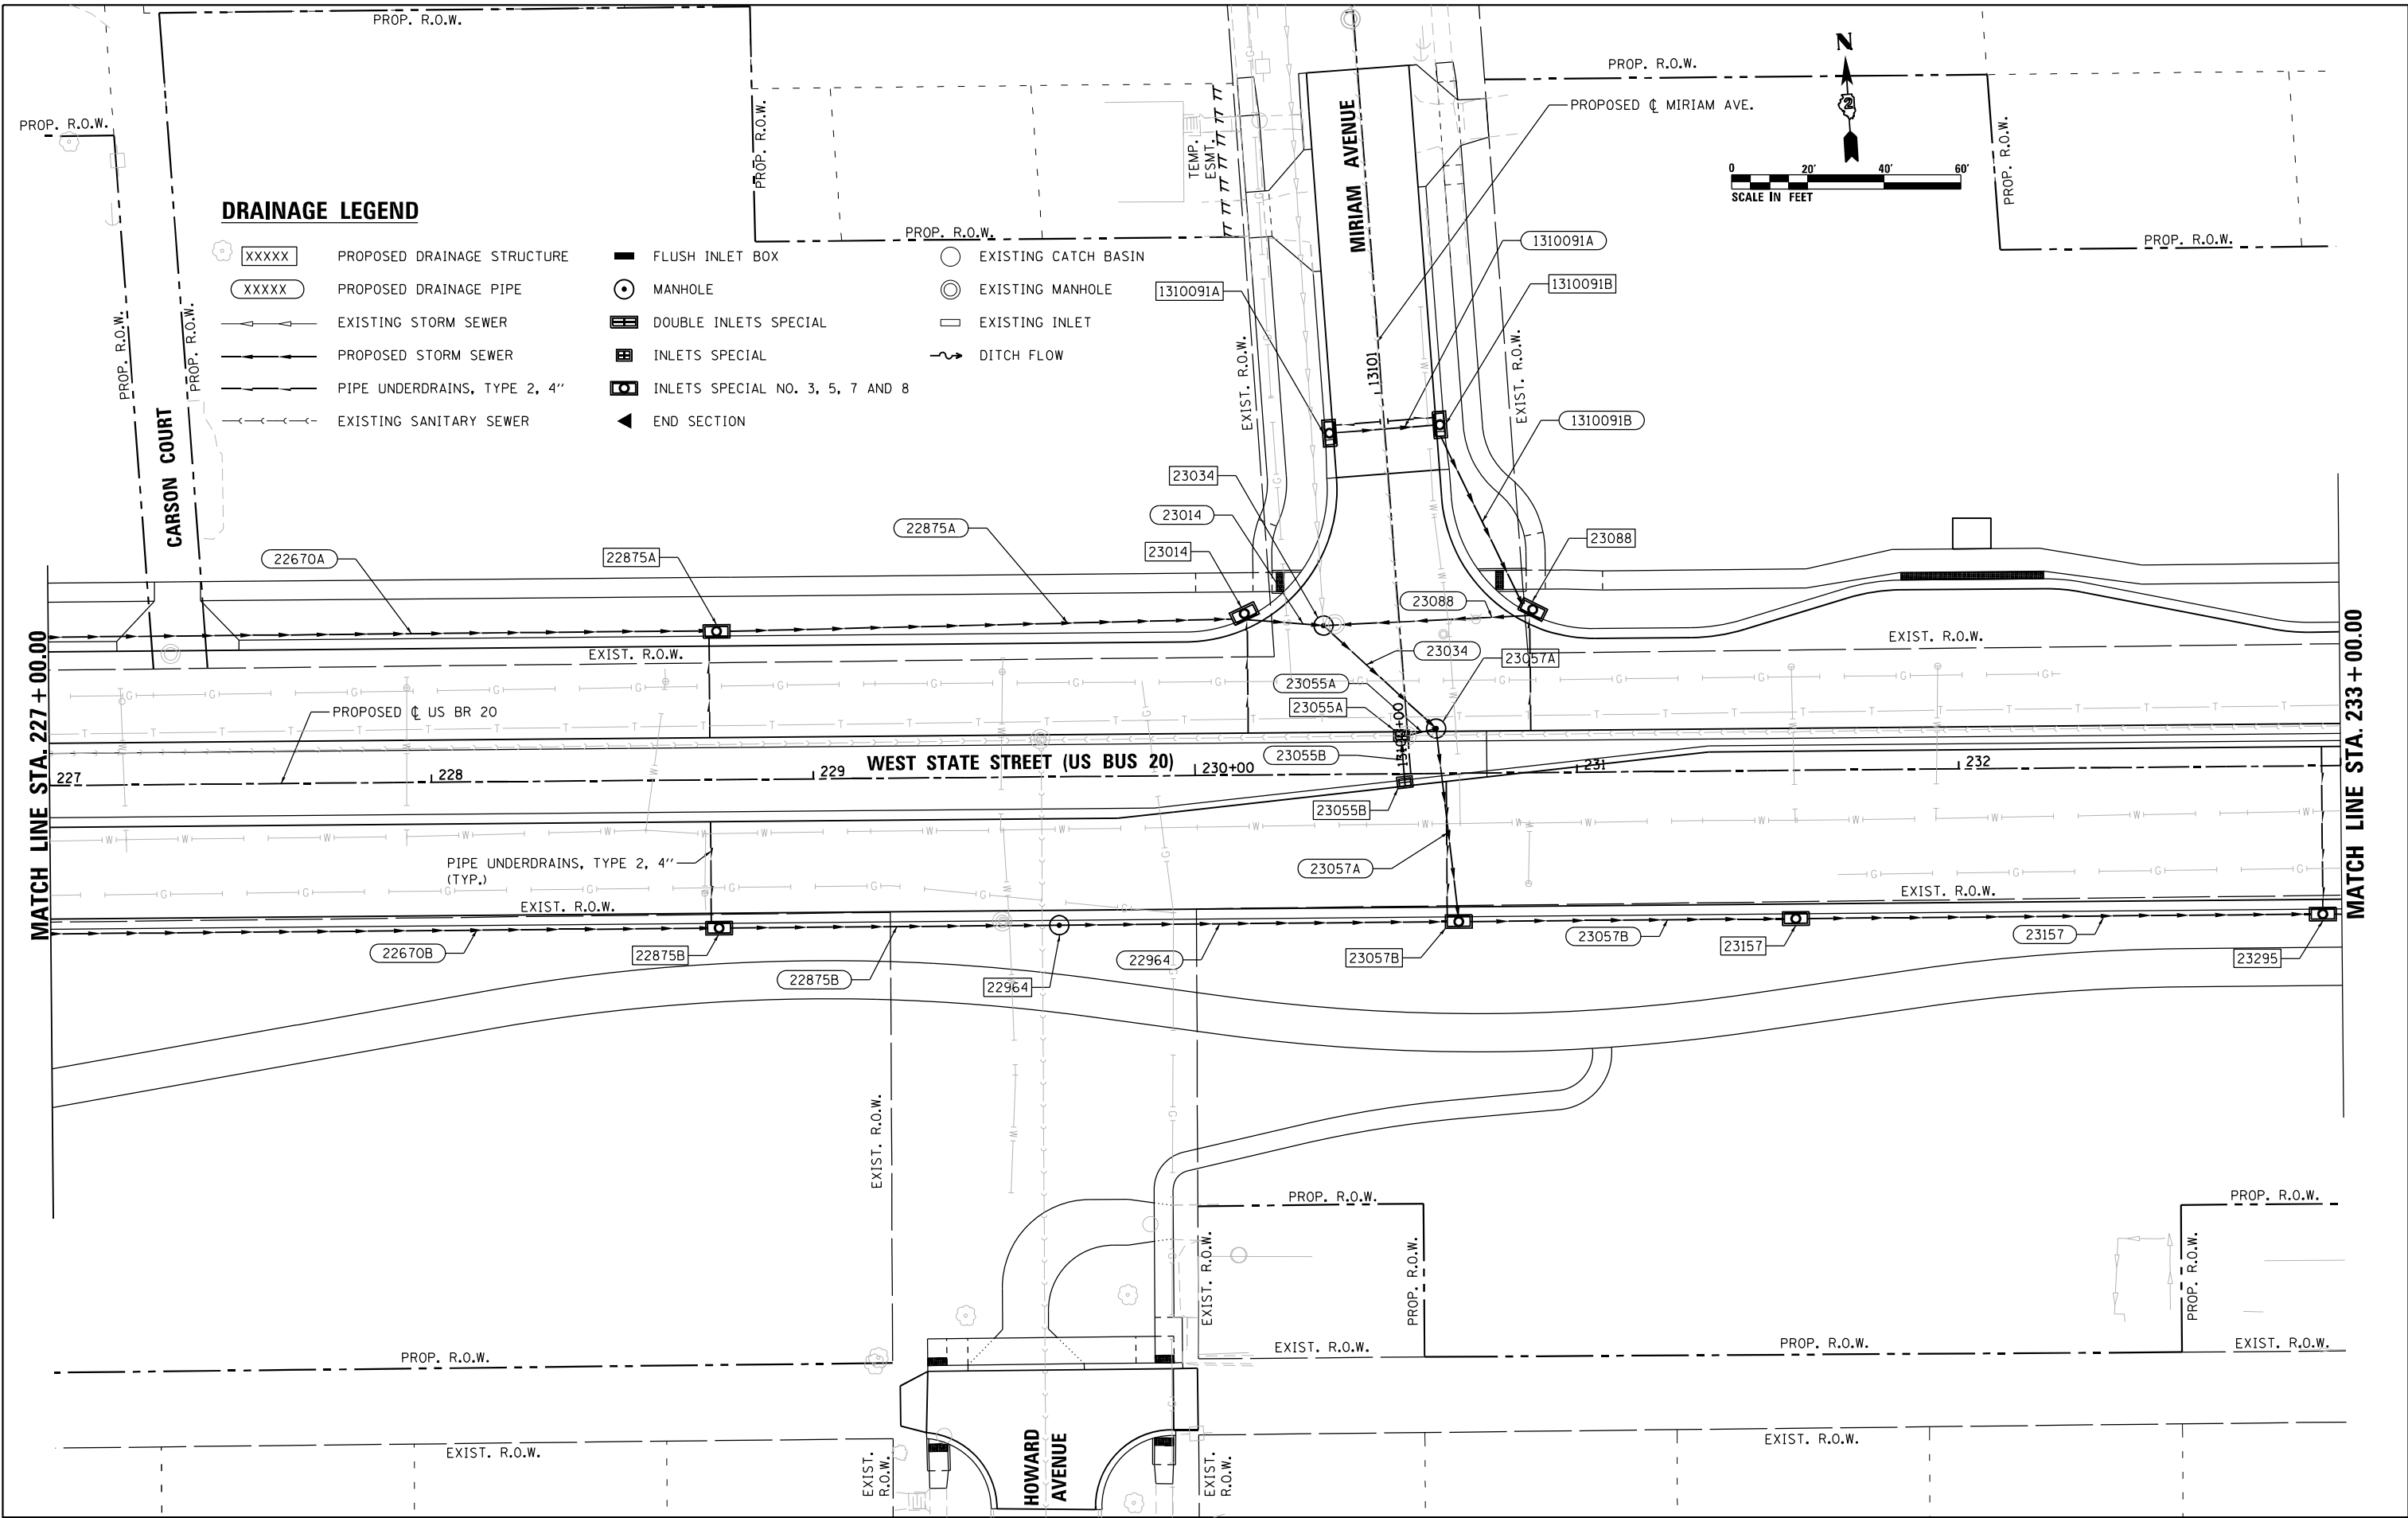 PROP. R.O.W.
PROP. R.O.W.
PROP. R.O.W.
PROP. R.O.W.
PROP. R.O.W.
PROP. R.O.W.
PROP. R.O.W.
CARSON COURT
DRAINAGE LEGEND
XXXXX PROPOSED DRAINAGE STRUCTURE
XXXXX PROPOSED DRAINAGE PIPE
EXISTING STORM SEWER
PROPOSED STORM SEWER
PIPE UNDERDRAINS, TYPE 2, 4''
EXISTING SANITARY SEWER
FLUSH INLET BOX
MANHOLE
DOUBLE INLETS SPECIAL
INLETS SPECIAL
INLETS SPECIAL NO. 3, 5, 7 AND 8
END SECTION
EXISTING CATCH BASIN
EXISTING MANHOLE
EXISTING INLET
DITCH FLOW
TEMP.
ESMT.
MIRIAM AVENUE
PROPOSED ℄ MIRIAM AVE.
N
2
0 20' 40' 60'
SCALE IN FEET
PROP. R.O.W.
PROP. R.O.W.
PROP. R.O.W.
1310091A
1310091A
1310091B
1310091B
13101
EXIST. R.O.W.
EXIST. R.O.W.
23034
23014
23014
22875A
22875A
22670A
23088
23088
23034
23057A
23055A
23055A
23055B
23055B
13100+00
EXIST. R.O.W.
EXIST. R.O.W.
PROPOSED ℄ US BR 20
WEST STATE STREET (US BUS 20)
227
228
229
230+00
231
232
MATCH LINE STA. 227+00.00
MATCH LINE STA. 233+00.00
PIPE UNDERDRAINS, TYPE 2, 4''
(TYP.)
23057A
EXIST. R.O.W.
EXIST. R.O.W.
22670B
22875B
22875B
22964
22964
23057B
23057B
23157
23157
23295
EXIST. R.O.W.
PROP. R.O.W.
PROP. R.O.W.
EXIST. R.O.W.
PROP. R.O.W.
PROP. R.O.W.
PROP. R.O.W.
EXIST. R.O.W.
PROP. R.O.W.
EXIST. R.O.W.
EXIST. R.O.W.
EXIST. R.O.W.
EXIST.
R.O.W.
HOWARD
AVENUE
EXIST.
R.O.W.